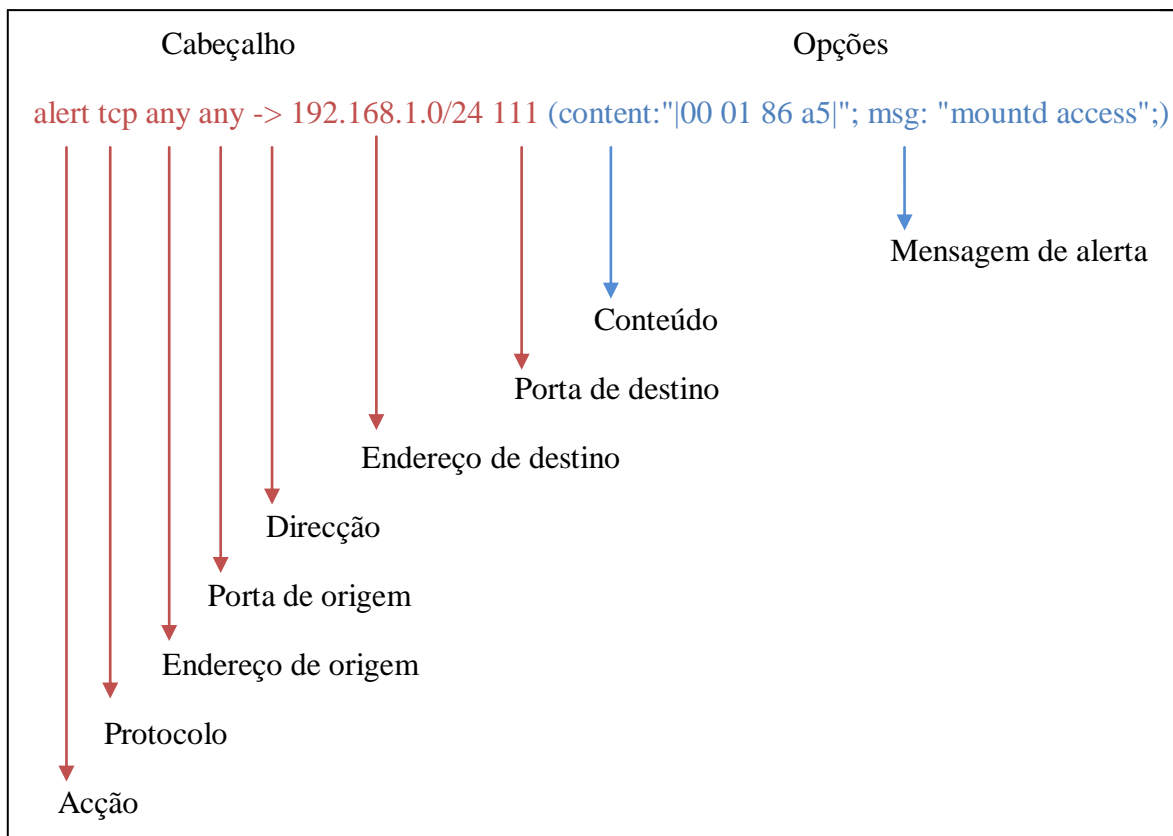 Cabeçalho Opções
alert tcp any any -> 192.168.1.0/24 111 (content:"|00 01 86 a5|"; msg: "mountd access";)
Mensagem de alerta
Conteúdo
Porta de destino
Endereço de destino
Direcção
Porta de origem
Endereço de origem
Protocolo
Acção